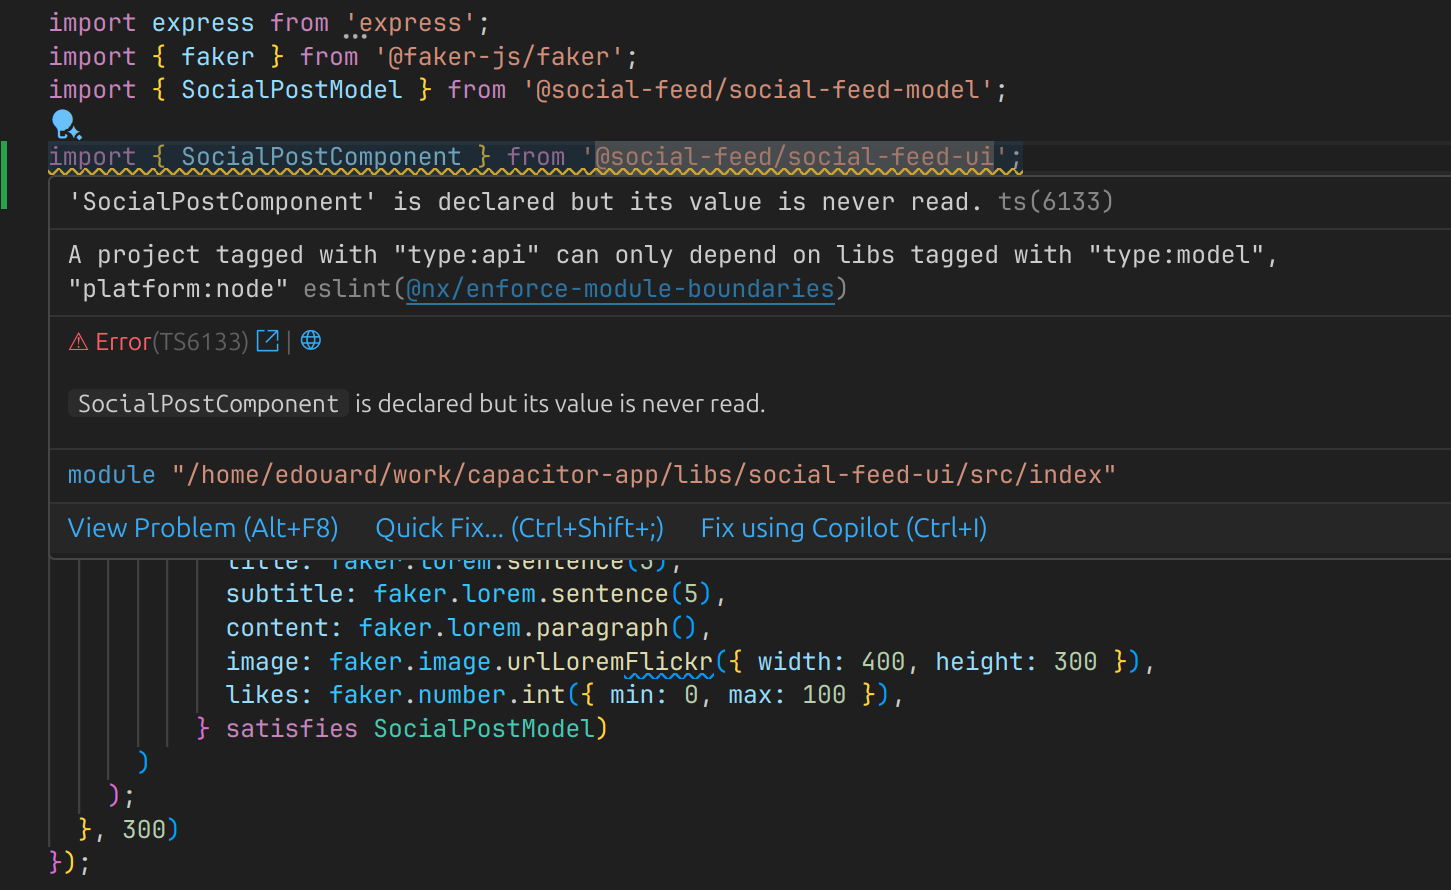 import express from 'express';
import { faker } from '@faker-js/faker';
import { SocialPostModel } from '@social-feed/social-feed-model';
import { SocialPostComponent } from '@social-feed/social-feed-ui';
'SocialPostComponent' is declared but its value is never read. ts(6133)
A project tagged with "type:api" can only depend on libs tagged with "type:model",
"platform:node" eslint(@nx/enforce-module-boundaries)
Error(TS6133) |
SocialPostComponent is declared but its value is never read.
module "/home/edouard/work/capacitor-app/libs/social-feed-ui/src/index"
View Problem (Alt+F8) Quick Fix... (Ctrl+Shift+;) Fix using Copilot (Ctrl+I)
title: faker.lorem.sentence(3),
subtitle: faker.lorem.sentence(5),
content: faker.lorem.paragraph(),
image: faker.image.urlLoremFlickr({ width: 400, height: 300 }),
likes: faker.number.int({ min: 0, max: 100 }),
} satisfies SocialPostModel)
)
);
}, 300)
});